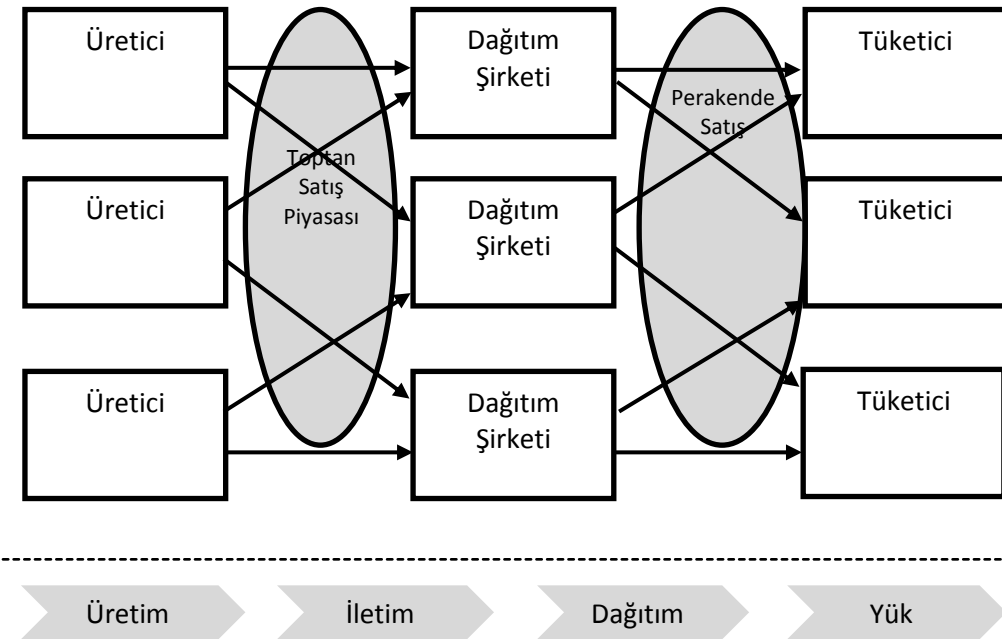 Üretici
Dağıtım
Şirketi
Tüketici
Perakende
Satış
Toptan
Satış
Piyasası
Üretici
Dağıtım
Şirketi
Tüketici
Üretici
Dağıtım
Şirketi
Tüketici
Üretim
İletim
Dağıtım
Yük